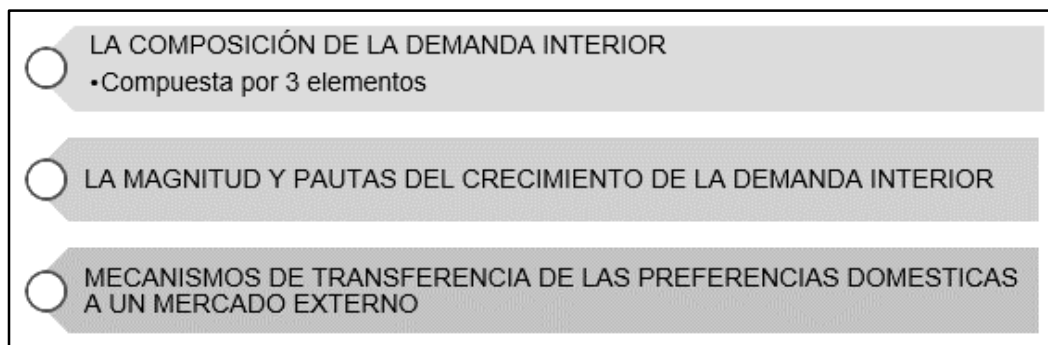 LA COMPOSICIÓN DE LA DEMANDA INTERIOR
•Compuesta por 3 elementos
LA MAGNITUD Y PAUTAS DEL CRECIMIENTO DE LA DEMANDA INTERIOR
MECANISMOS DE TRANSFERENCIA DE LAS PREFERENCIAS DOMESTICAS
A UN MERCADO EXTERNO